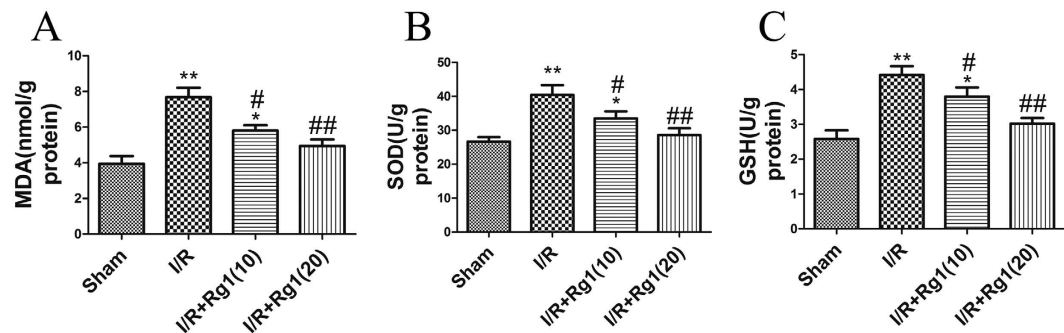 A
MDA(nmol/g
protein)
8
6
4
2
0
**
#
*
##
Sham
I/R
I/R+Rg1(10)
I/R+Rg1(20)
B
SOD(U/g
protein)
50
40
30
20
10
0
**
#
*
##
Sham
I/R
I/R+Rg1(10)
I/R+Rg1(20)
C
GSH(U/g
protein)
5
4
3
2
1
0
**
#
*
##
Sham
I/R
I/R+Rg1(10)
I/R+Rg1(20)